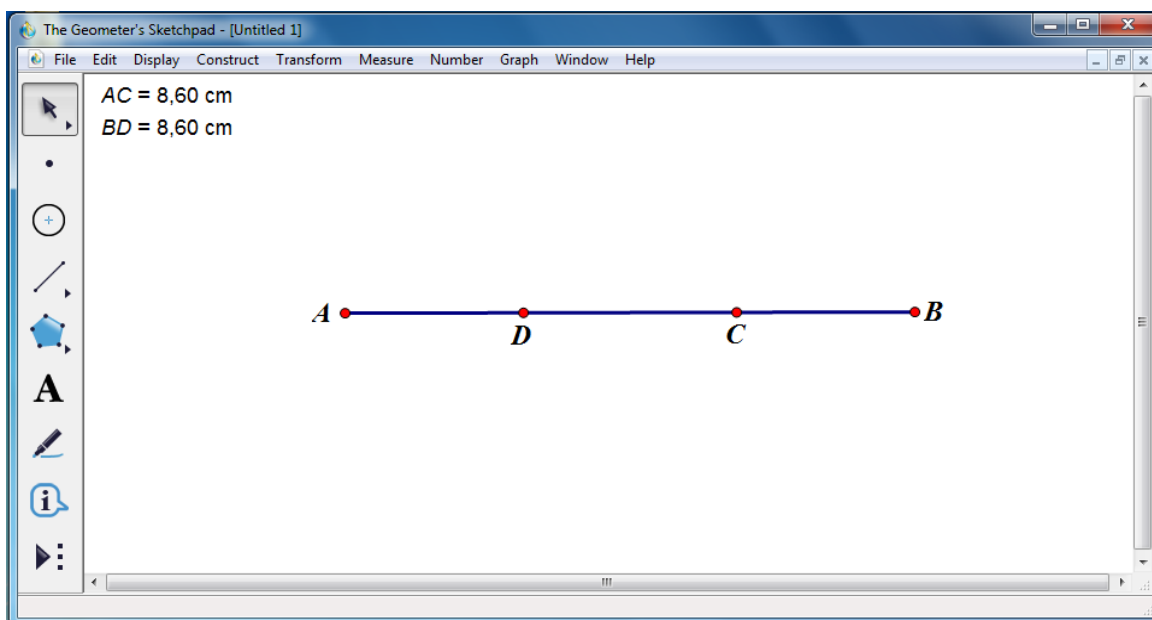 The Geometer's Sketchpad - [Untitled 1]
File Edit Display Construct Transform Measure Number Graph Window Help
AC = 8,60 cm
BD = 8,60 cm
A
D
C
B
A
i